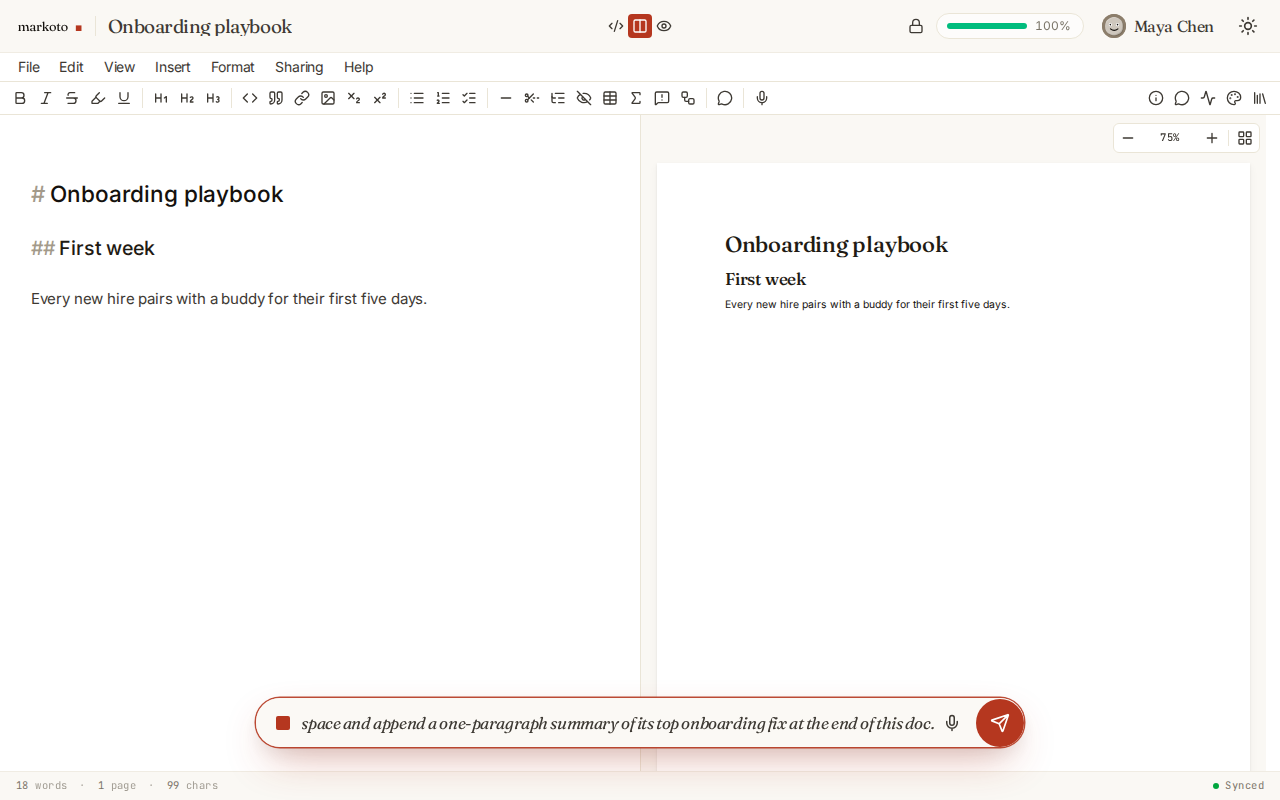 markoto
Onboarding playbook
100%
Maya Chen
File Edit View Insert Format Sharing Help
H1 H2 H3
75%
# Onboarding playbook
## First week
Every new hire pairs with a buddy for their first five days.
Onboarding playbook
First week
Every new hire pairs with a buddy for their first five days.
space and append a one-paragraph summary of its top onboarding fix at the end of this doc.
18 words · 1 page · 99 chars
Synced